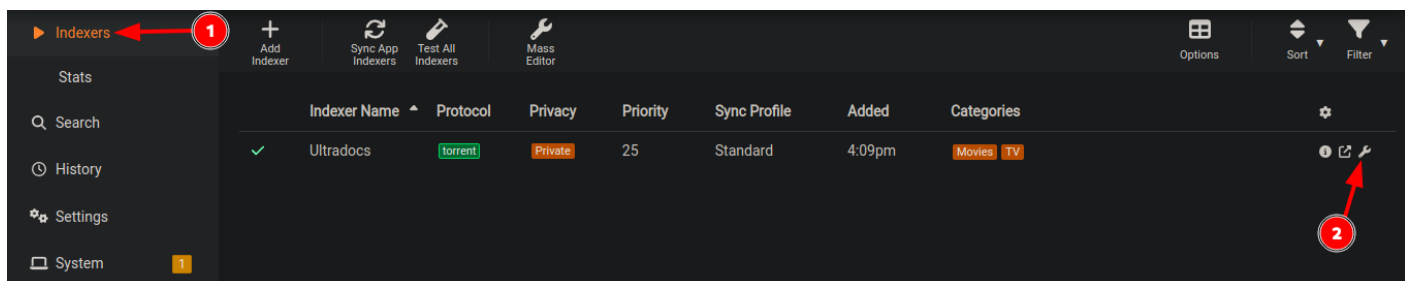 Indexers
1
Stats
Search
History
Settings
System
1
Add
Indexer
Sync App
Indexers
Test All
Indexers
Mass
Editor
Options
Sort
Filter
Indexer Name Protocol Privacy Priority Sync Profile Added Categories
Ultradocs torrent Private 25 Standard 4:09pm Movies TV
2